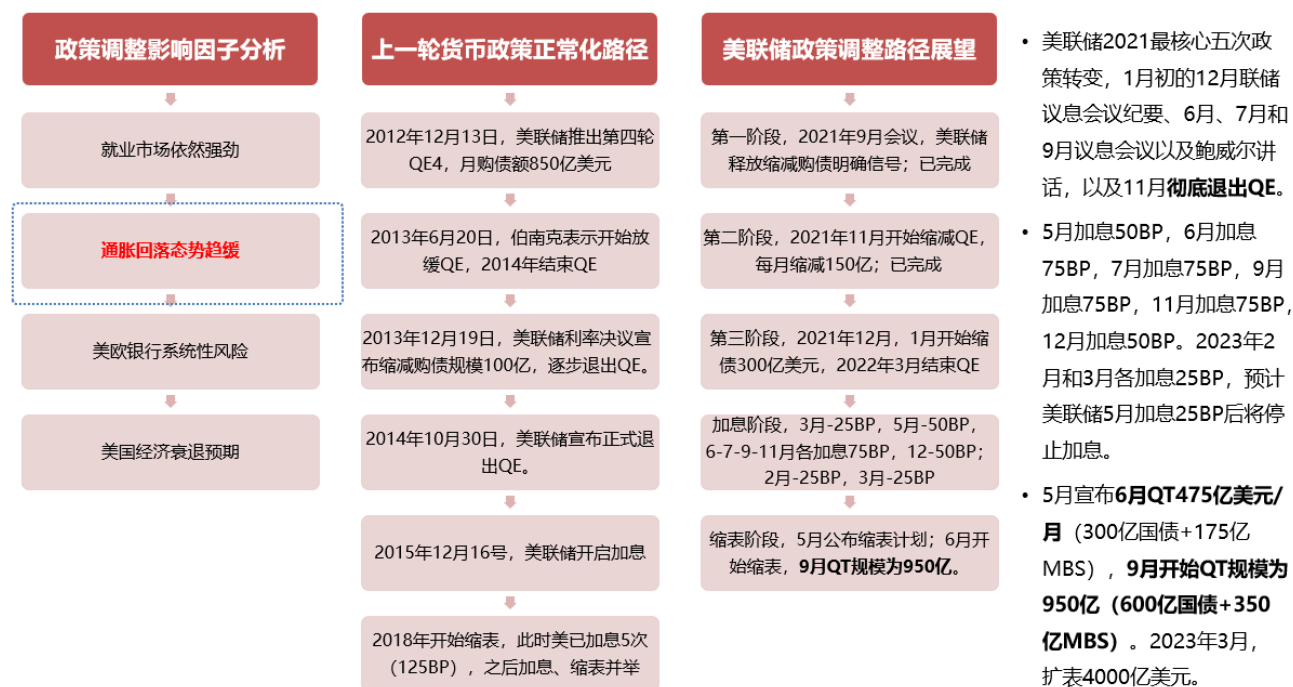 政策调整影响因子分析
就业市场依然强劲
通胀回落态势趋缓
美欧银行系统性风险
美国经济衰退预期
上一轮货币政策正常化路径
2012年12月13日，美联储推出第四轮
QE4，月购债额850亿美元
2013年6月20日，伯南克表示开始放
缓QE，2014年结束QE
2013年12月19日，美联储利率决议宣
布缩减购债规模100亿，逐步退出QE。
2014年10月30日，美联储宣布正式退
出QE。
2015年12月16号，美联储开启加息
2018年开始缩表，此时美已加息5次
（125BP），之后加息、缩表并举
美联储政策调整路径展望
第一阶段，2021年9月会议，美联储
释放缩减购债明确信号；已完成
第二阶段，2021年11月开始缩减QE，
每月缩减150亿；已完成
第三阶段，2021年12月，1月开始缩
债300亿美元，2022年3月结束QE
加息阶段，3月-25BP，5月-50BP，
6-7-9-11月各加息75BP，12-50BP；
2月-25BP，3月-25BP
缩表阶段，5月公布缩表计划；6月开
始缩表，9月QT规模为950亿。
• 美联储2021最核心五次政
策转变，1月初的12月联储
议息会议纪要、6月、7月和
9月议息会议以及鲍威尔讲
话，以及11月彻底退出QE。
• 5月加息50BP，6月加息
75BP，7月加息75BP，9月
加息75BP，11月加息75BP，
12月加息50BP。2023年2
月和3月各加息25BP，预计
美联储5月加息25BP后将停
止加息。
• 5月宣布6月QT475亿美元/
月（300亿国债+175亿
MBS），9月开始QT规模为
950亿（600亿国债+350
亿MBS）。2023年3月，
扩表4000亿美元。